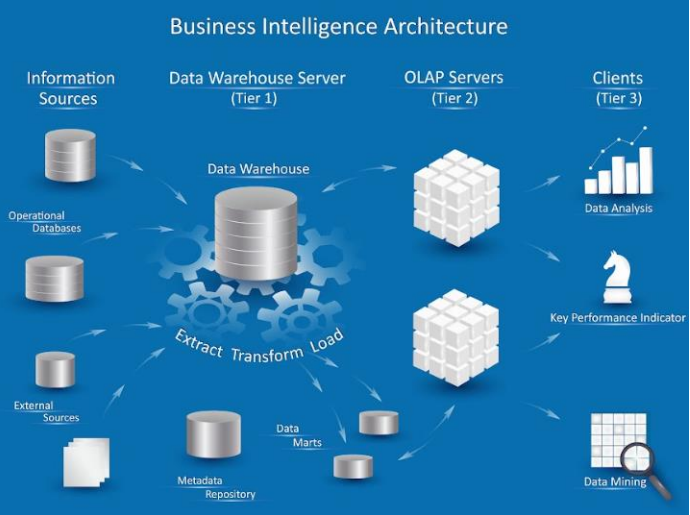 Business Intelligence Architecture
Information
Sources
Data Warehouse Server
(Tier 1)
OLAP Servers
(Tier 2)
Clients
(Tier 3)
Data Warehouse
Operational
Databases
Extract Transform Load
External
Sources
Metadata
Repository
Data
Marts
Data Analysis
Key Performance Indicator
Data Mining